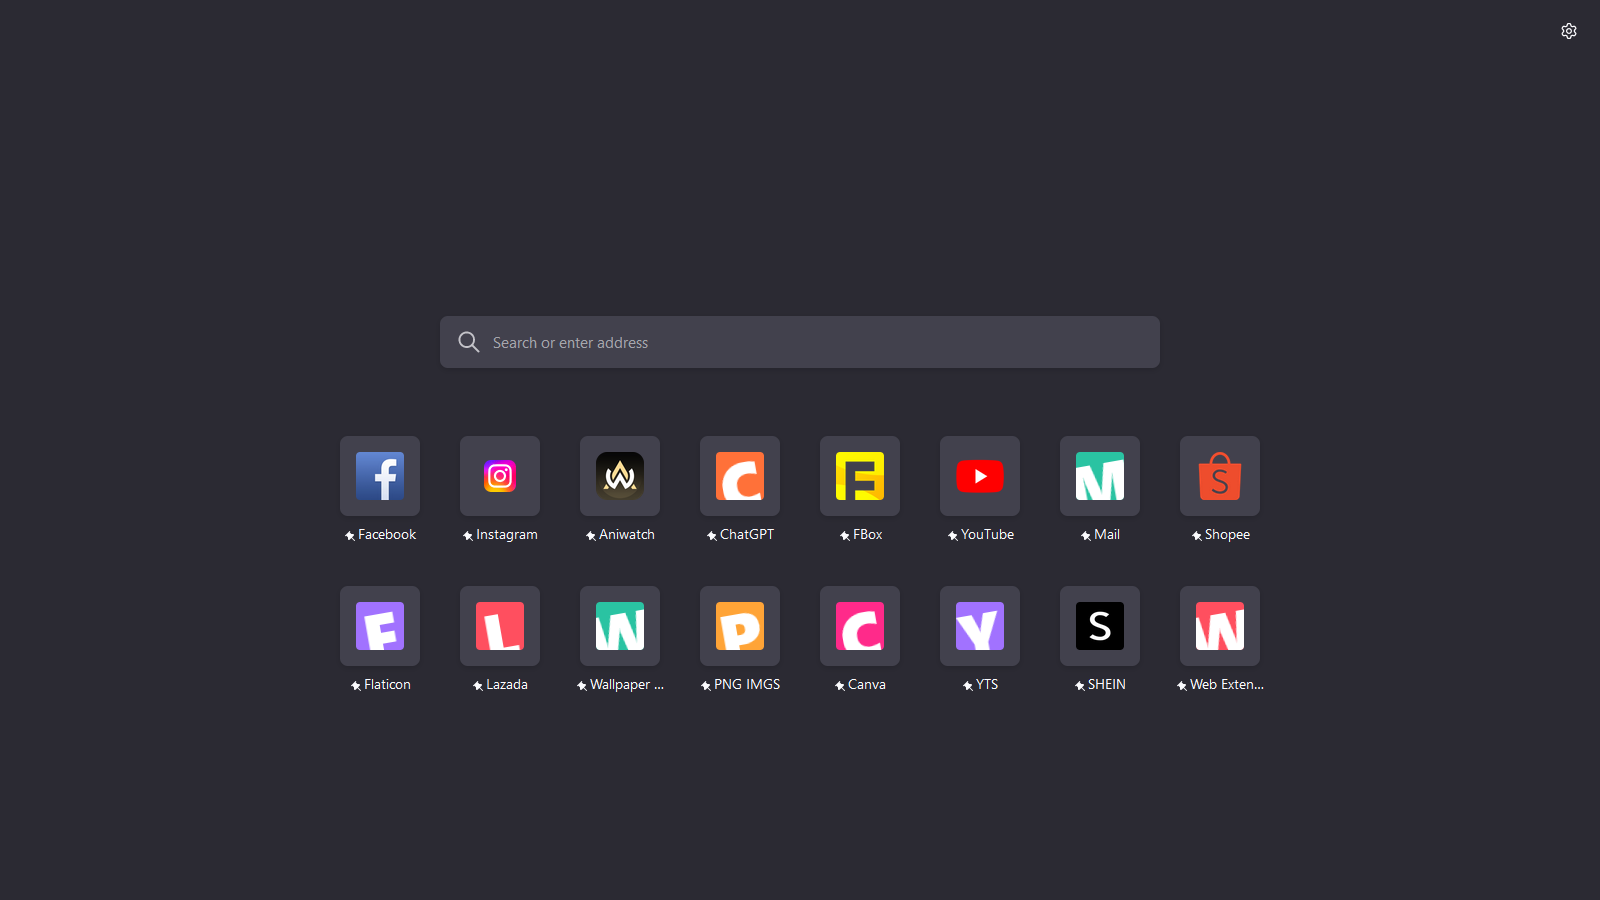 Search or enter address
Facebook
Instagram
Aniwatch
ChatGPT
FBox
YouTube
Mail
Shopee
Flaticon
Lazada
Wallpaper ...
PNG IMGS
Canva
YTS
SHEIN
Web Exten...